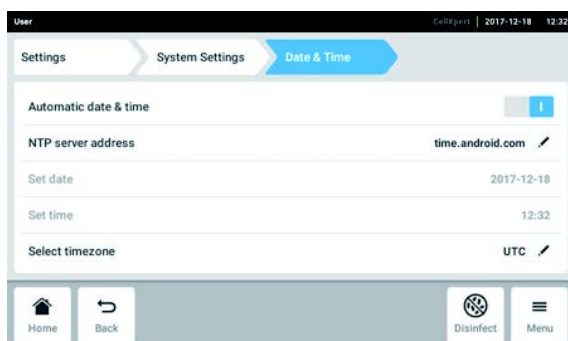 User CellXpert | 2017-12-18 12:32
Settings System Settings Date & Time
Automatic date & time I
NTP server address time.android.com
Set date 2017-12-18
Set time 12:32
Select timezone UTC
Home Back Disinfect Menu